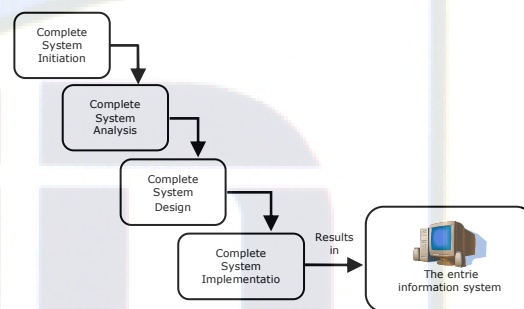 Complete
System
Initiation
Complete
System
Analysis
Complete
System
Design
Complete
System
Implementatio
Results
in
The entrie
information system